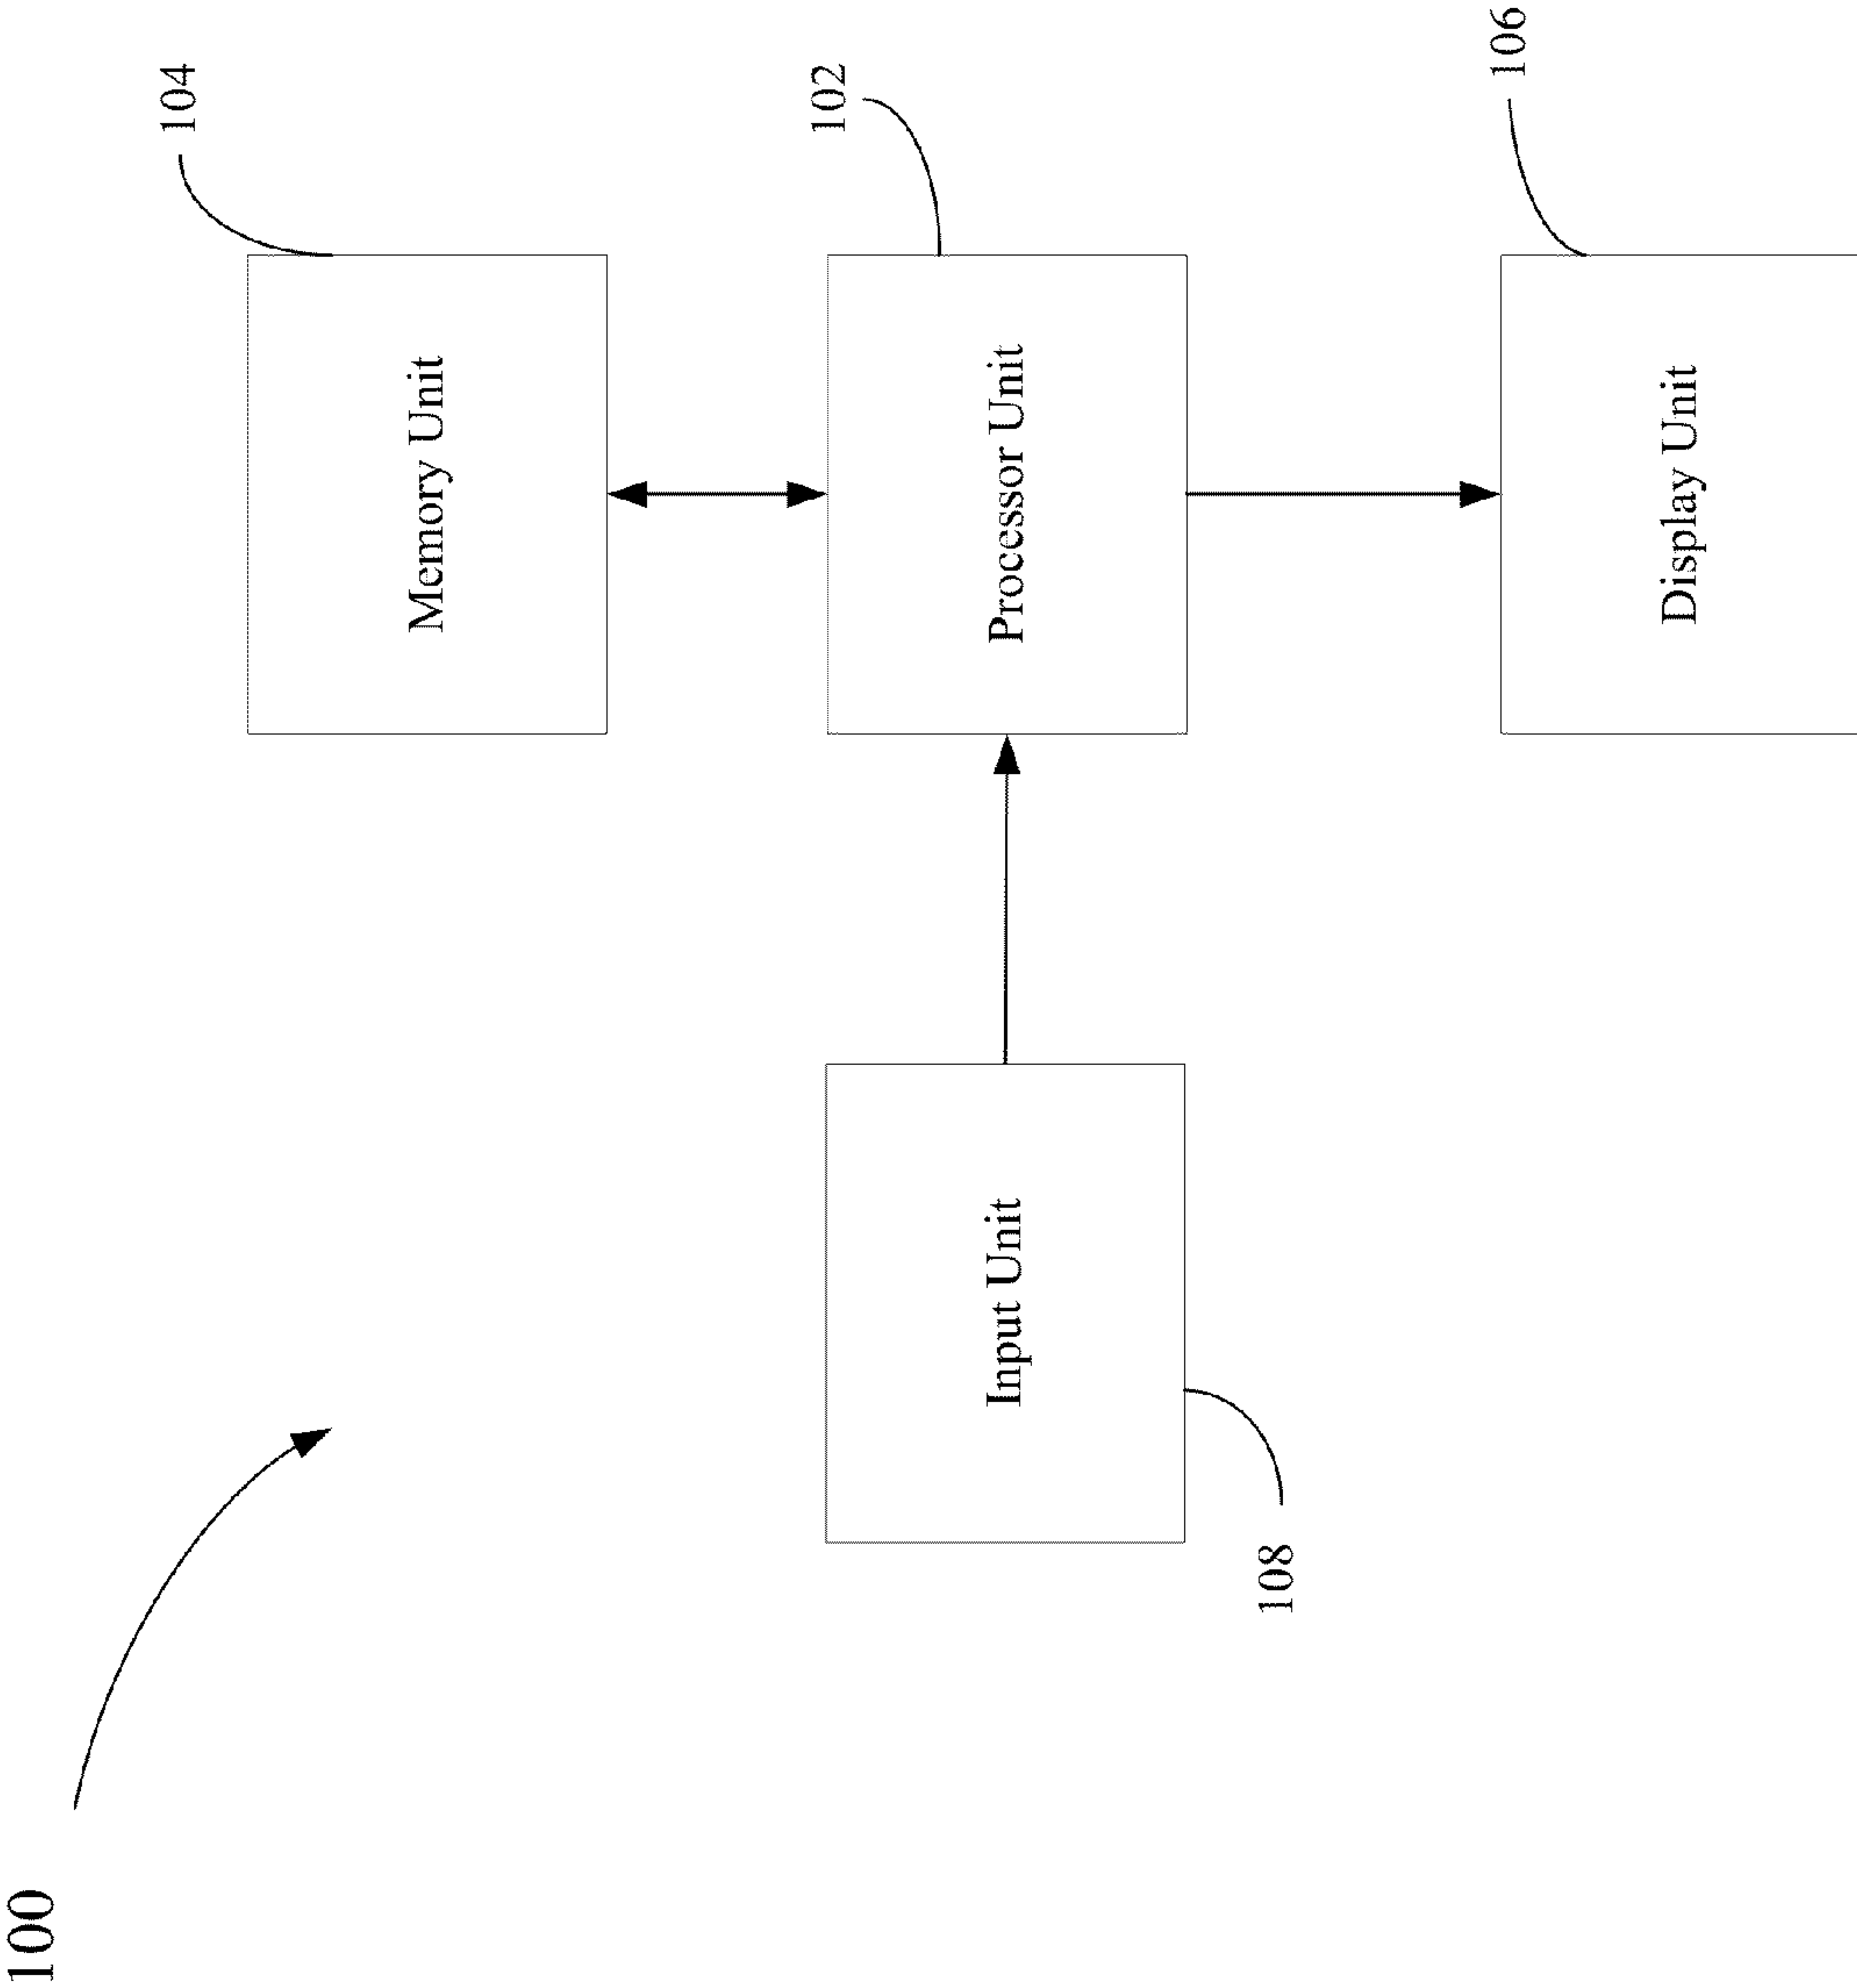 100
104
Memory Unit
102
Processor Unit
106
Display Unit
Input Unit
108